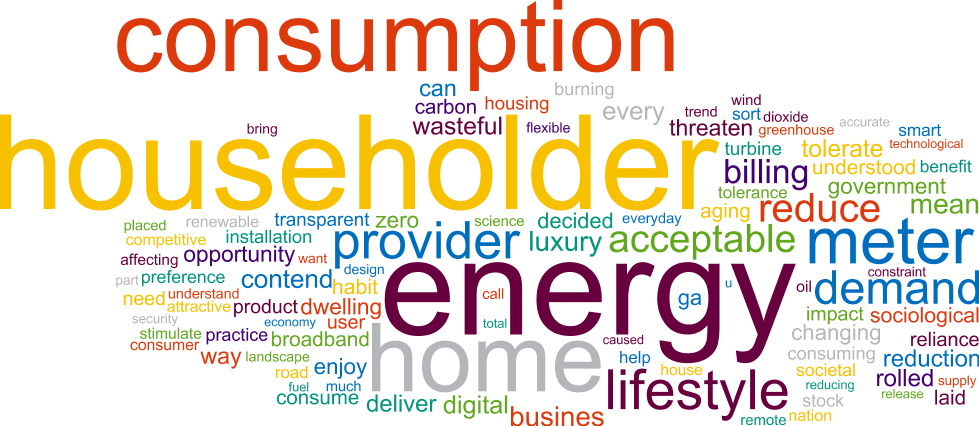 consumption
can
burning
carbon
housing
every
wasteful
flexible
bring
trend
wind
sort
dioxide
threaten
greenhouse
accurate
smart
technological
householder
turbine
tolerate
billing
understood
benefit
tolerance
government
mean
aging
reduce
placed
renewable
transparent
zero
science
decided
everyday
competitive
installation
provider
luxury
acceptable
meter
affecting
opportunity
want
design
constraint
part
preference
contend
habit
energy
call
ga
u
oil
demand
need
understand
attractive
product
dwelling
impact
sociological
security
economy
user
total
changing
stimulate
practice
broadband
home
caused
reliance
consumer
way
landscape
enjoy
help
consuming
reduction
road
house
societal
fuel
much
lifestyle
reducing
rolled
supply
consume
deliver
digital
busines
stock
release
laid
remote
nation